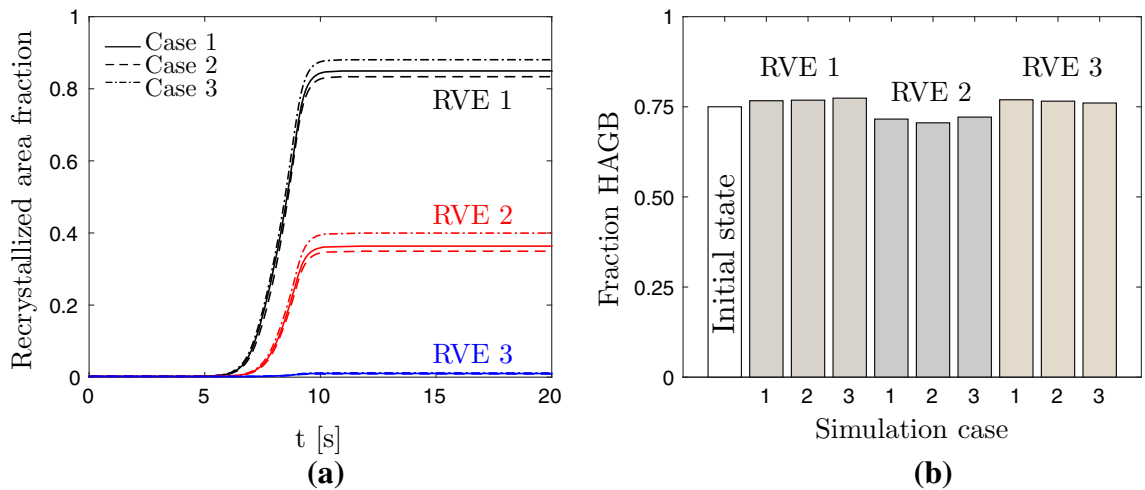 Recrystallized area fraction
1
0.8
0.6
0.4
0.2
0
Case 1
Case 2
Case 3
RVE 1
RVE 2
RVE 3
0 5 10 15 20
t [s]
(a)
Fraction HAGB
1
0.75
0.50
0.25
0
RVE 1
RVE 2
RVE 3
Initial state
1 2 3 1 2 3 1 2 3
Simulation case
(b)